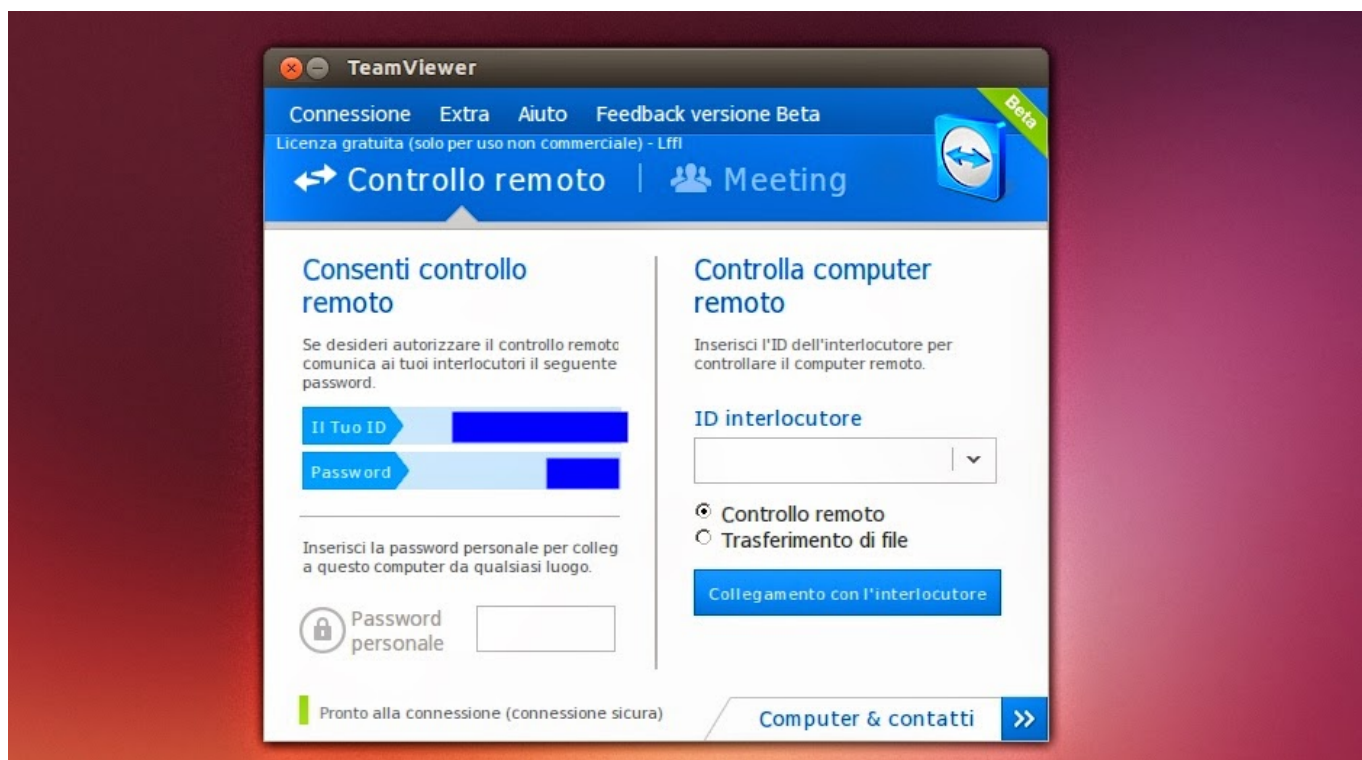 TeamViewer
Connessione Extra Aiuto Feedback versione Beta
Beta
Licenza gratuita (solo per uso non commerciale) - Lffl
Controllo remoto
Meeting
Consenti controllo
remoto
Se desideri autorizzare il controllo remoto
comunica ai tuoi interlocutori il seguente
password.
Il Tuo ID
Password
Inserisci la password personale per colleg
a questo computer da qualsiasi luogo.
Password
personale
Controlla computer
remoto
Inserisci l'ID dell'interlocutore per
controllare il computer remoto.
ID interlocutore
Controllo remoto
Trasferimento di file
Collegamento con l'interlocutore
Pronto alla connessione (connessione sicura)
Computer & contatti